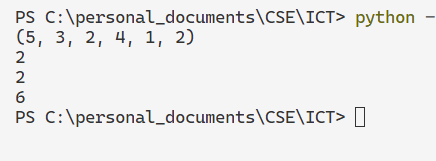 PS C:\personal_documents\CSE\ICT> python -
(5, 3, 2, 4, 1, 2)
2
2
6
PS C:\personal_documents\CSE\ICT>